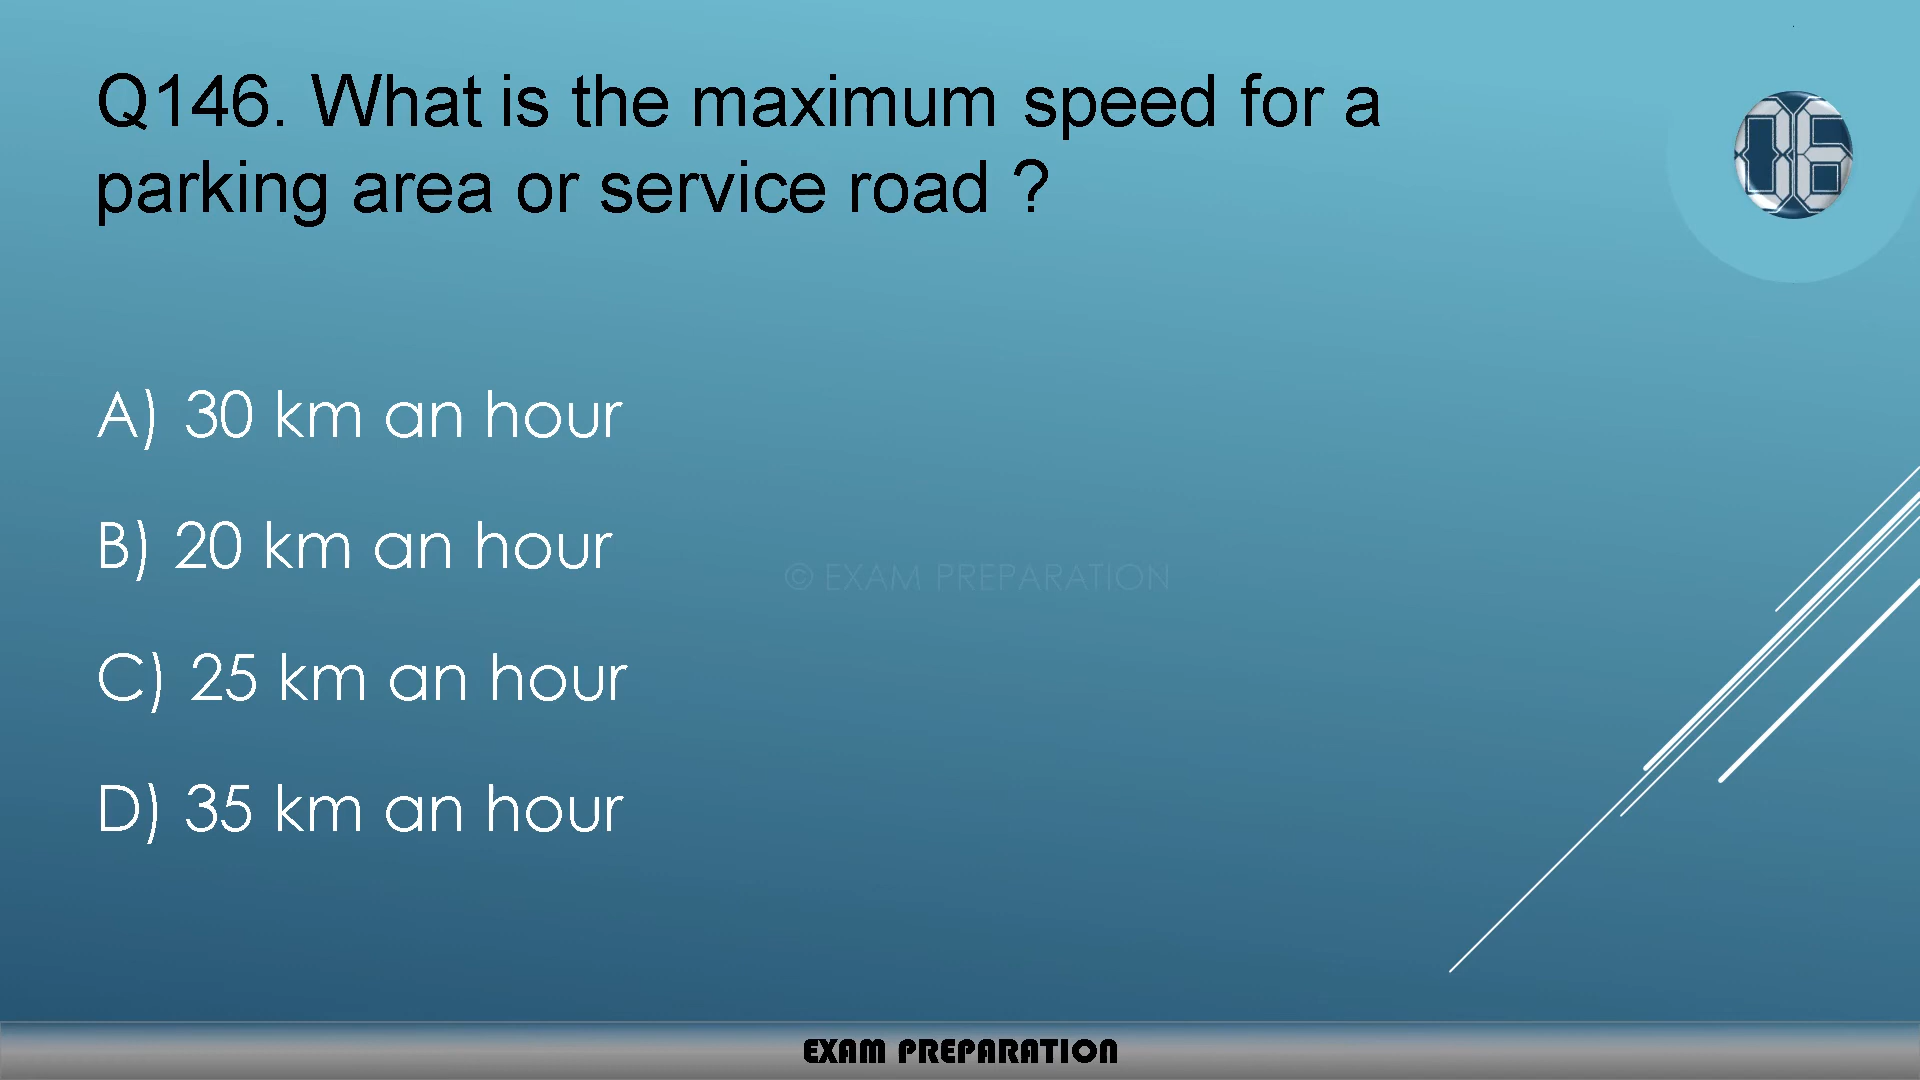 Q146. What is the maximum speed for a
parking area or service road ?
06
A) 30 km an hour
B) 20 km an hour
© EXAM PREPARATION
C) 25 km an hour
D) 35 km an hour
EXAM PREPARATION